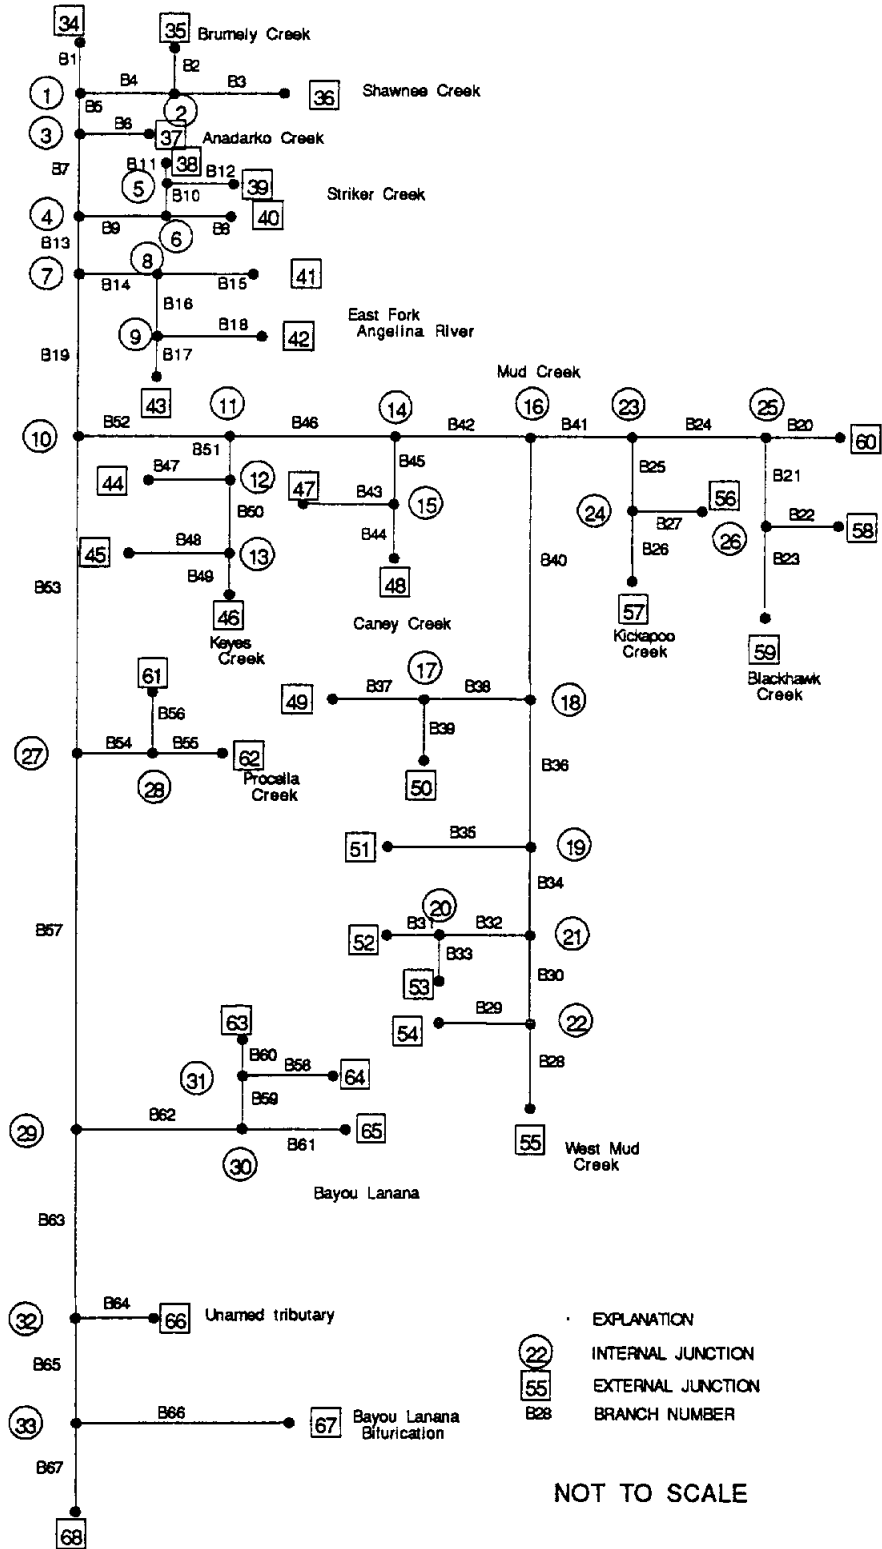 34
35
Brumely Creek
B1
B2
B4
B3
1
36
Shawnee Creek
B5
2
3
B6
37
Anadarko Creek
B7
B11
38
B12
5
39
B10
Striker Creek
4
40
B9
B8
6
B13
7
8
41
B14
B15
B16
East Fork
Angelina River
9
B18
42
B19
B17
43
Mud Creek
10
B52
11
B46
14
B42
16
B41
23
B24
25
B20
60
B51
B47
44
12
B45
B25
B21
47
B43
15
24
56
B27
B22
58
26
B50
B48
45
13
B44
B40
B26
B23
B49
48
B53
46
57
59
Keyes
Creek
Caney Creek
Kickapoo
Creek
Blackhawk
Creek
61
17
49
B37
B38
18
B56
B39
27
B54
B55
62
B36
28
Procella
Creek
50
51
B35
19
B34
B57
20
52
B31
B32
21
B33
B30
53
54
B29
22
63
B60
B58
64
31
B28
B59
B62
29
B61
65
55
30
West Mud
Creek
Bayou Lanana
B63
B64
32
66
Unamed tributary
EXPLANATION
22
INTERNAL JUNCTION
B65
55
EXTERNAL JUNCTION
B28
BRANCH NUMBER
B66
33
67
Bayou Lanana
Bifurication
B67
NOT TO SCALE
68